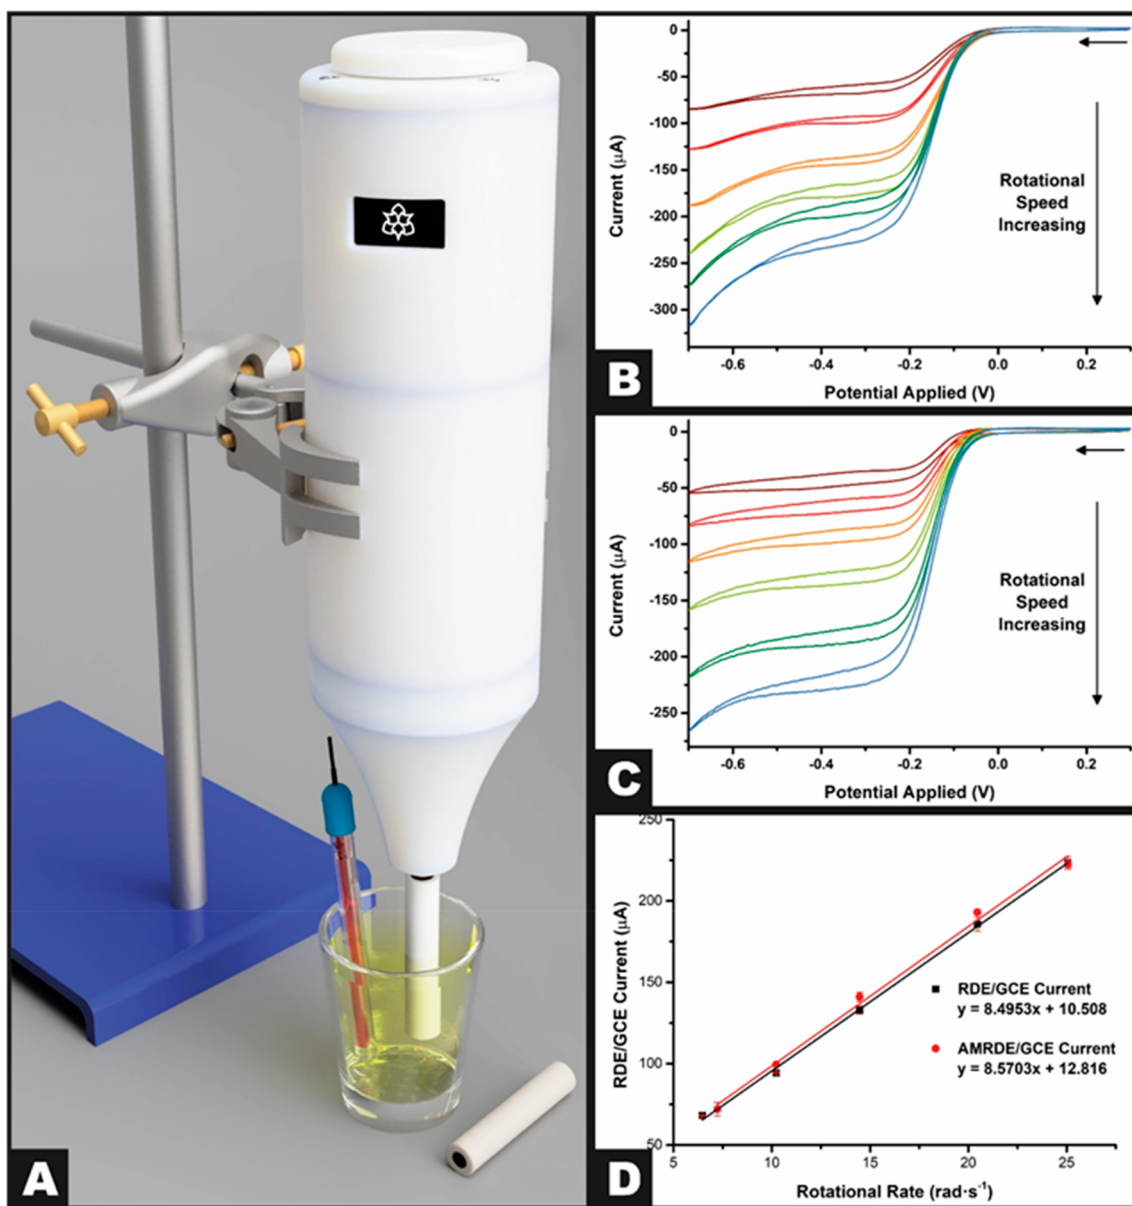 A
0
-50
-100
-150
-200
-250
-300
Current (µA)
Rotational
Speed
Increasing
-0.6
-0.4
-0.2
0.0
0.2
Potential Applied (V)
B
0
-50
-100
-150
-200
-250
Current (µA)
Rotational
Speed
Increasing
-0.6
-0.4
-0.2
0.0
0.2
Potential Applied (V)
C
250
200
150
100
50
RDE/GCE Current (µA)
RDE/GCE Current
y = 8.4953x + 10.508
AMRDE/GCE Current
y = 8.5703x + 12.816
5
10
15
20
25
Rotational Rate (rad·s⁻¹)
D